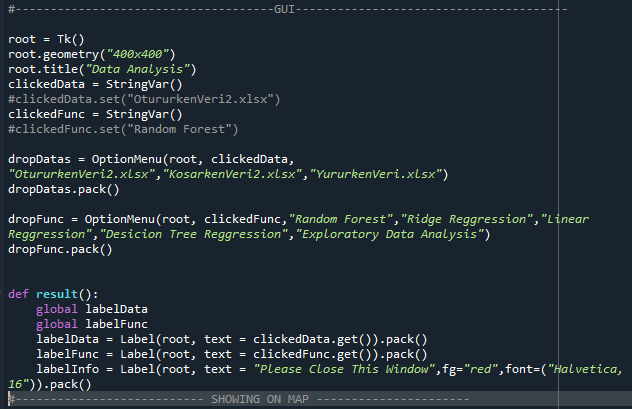 #---------------------------------GUI-----------------------------------
root = Tk()
root.geometry("400x400")
root.title("Data Analysis")
clickedData = StringVar()
#clickedData.set("OtururkenVeri2.xlsx")
clickedFunc = StringVar()
#clickedFunc.set("Random Forest")
dropDatas = OptionMenu(root, clickedData,
"OtururkenVeri2.xlsx","KosarkenVeri2.xlsx","YururkenVeri.xlsx")
dropDatas.pack()
dropFunc = OptionMenu(root, clickedFunc,"Random Forest","Ridge Reggression","Linear
Reggression","Desicion Tree Reggression","Exploratory Data Analysis")
dropFunc.pack()
def result():
    global labelData
    global labelFunc
    labelData = Label(root, text = clickedData.get()).pack()
    labelFunc = Label(root, text = clickedFunc.get()).pack()
    labelInfo = Label(root, text = "Please Close This Window",fg="red",font=("Halvetica,
16")).pack()
#------------------------ SHOWING ON MAP --------------------